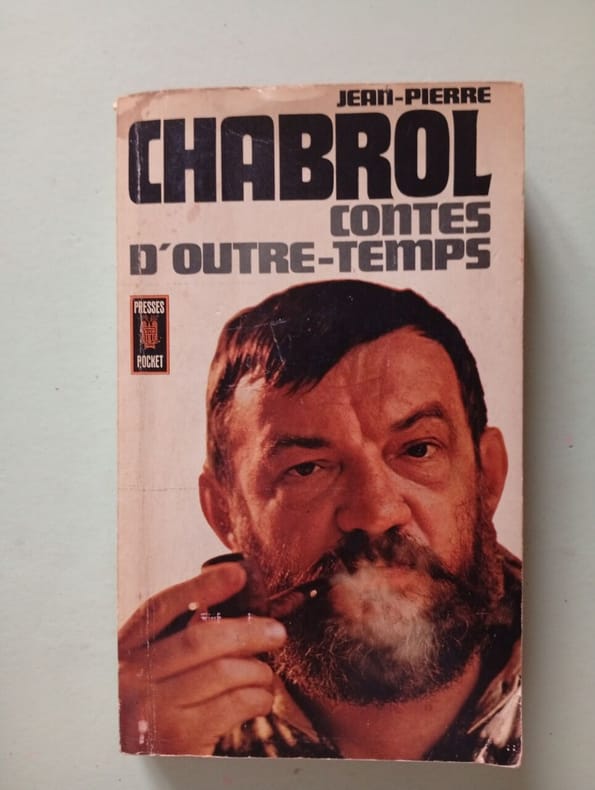 JEAN-PIERRE
CHABROL
CONTES
D'OUTRE-TEMPS
PRESSES
POCKET